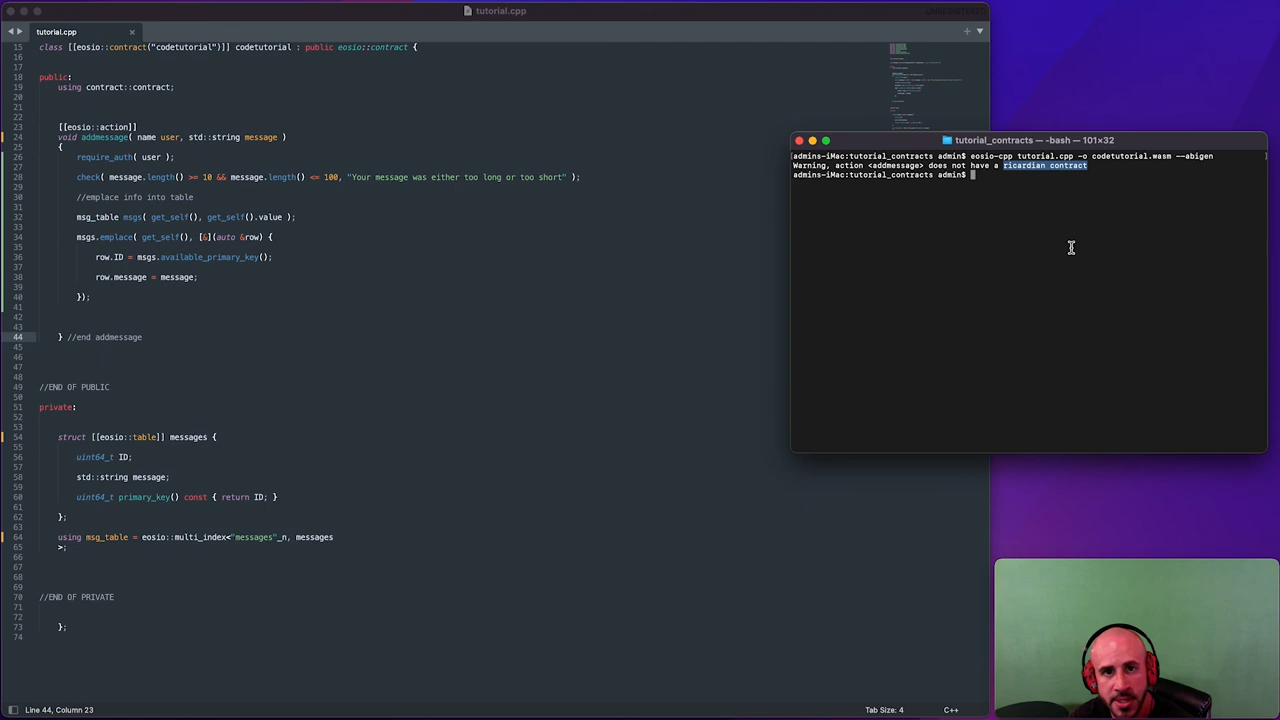 tutorial.cpp
UNREGISTERED
tutorial.cpp
15 class [[eosio::contract("codetutorial")]] codetutorial : public eosio::contract {
16
17
18 public:
19 using contract::contract;
20
21
22
23 [[eosio::action]]
24 void addmessage( name user, std::string message )
25 {
26 require_auth( user );
27
28 check( message.length() >= 10 && message.length() <= 100, "Your message was either too long or too short" );
29
30 //emplace info into table
31
32 msg_table msgs( get_self(), get_self().value );
33
34 msgs.emplace( get_self(), [&](auto &row) {
35
36 row.ID = msgs.available_primary_key();
37
38 row.message = message;
39
40 });
41
42
43
44 } //end addmessage
45
46
47
48
49 //END OF PUBLIC
50
51 private:
52
53
54 struct [[eosio::table]] messages {
55
56 uint64_t ID;
57
58 std::string message;
59
60 uint64_t primary_key() const { return ID; }
61
62 };
63
64 using msg_table = eosio::multi_index<"messages"_n, messages
65 >;
66
67
68
69
70 //END OF PRIVATE
71
72
73 };
74
Line 44, Column 23
Tab Size: 4
C++
tutorial_contracts — -bash — 101×32
[admins-iMac:tutorial_contracts admin$ eosio-cpp tutorial.cpp -o codetutorial.wasm --abigen ]
Warning, action <addmessage> does not have a ricardian contract
admins-iMac:tutorial_contracts admin$